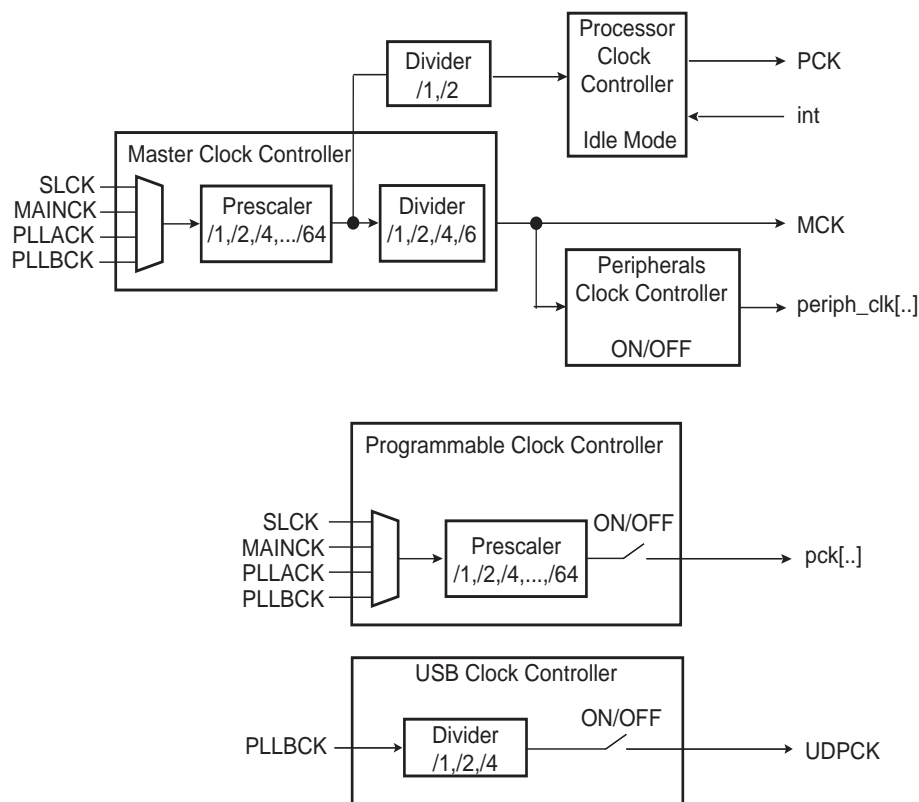 Processor
Clock
Controller
Idle Mode
Divider
/1,/2
PCK
int
Master Clock Controller
SLCK
MAINCK
PLLACK
PLLBCK
Prescaler
/1,/2,/4,.../64
Divider
/1,/2,/4,/6
MCK
Peripherals
Clock Controller
ON/OFF
periph_clk[..]
Programmable Clock Controller
SLCK
MAINCK
PLLACK
PLLBCK
Prescaler
/1,/2,/4,...,/64
ON/OFF
pck[..]
USB Clock Controller
PLLBCK
Divider
/1,/2,/4
ON/OFF
UDPCK